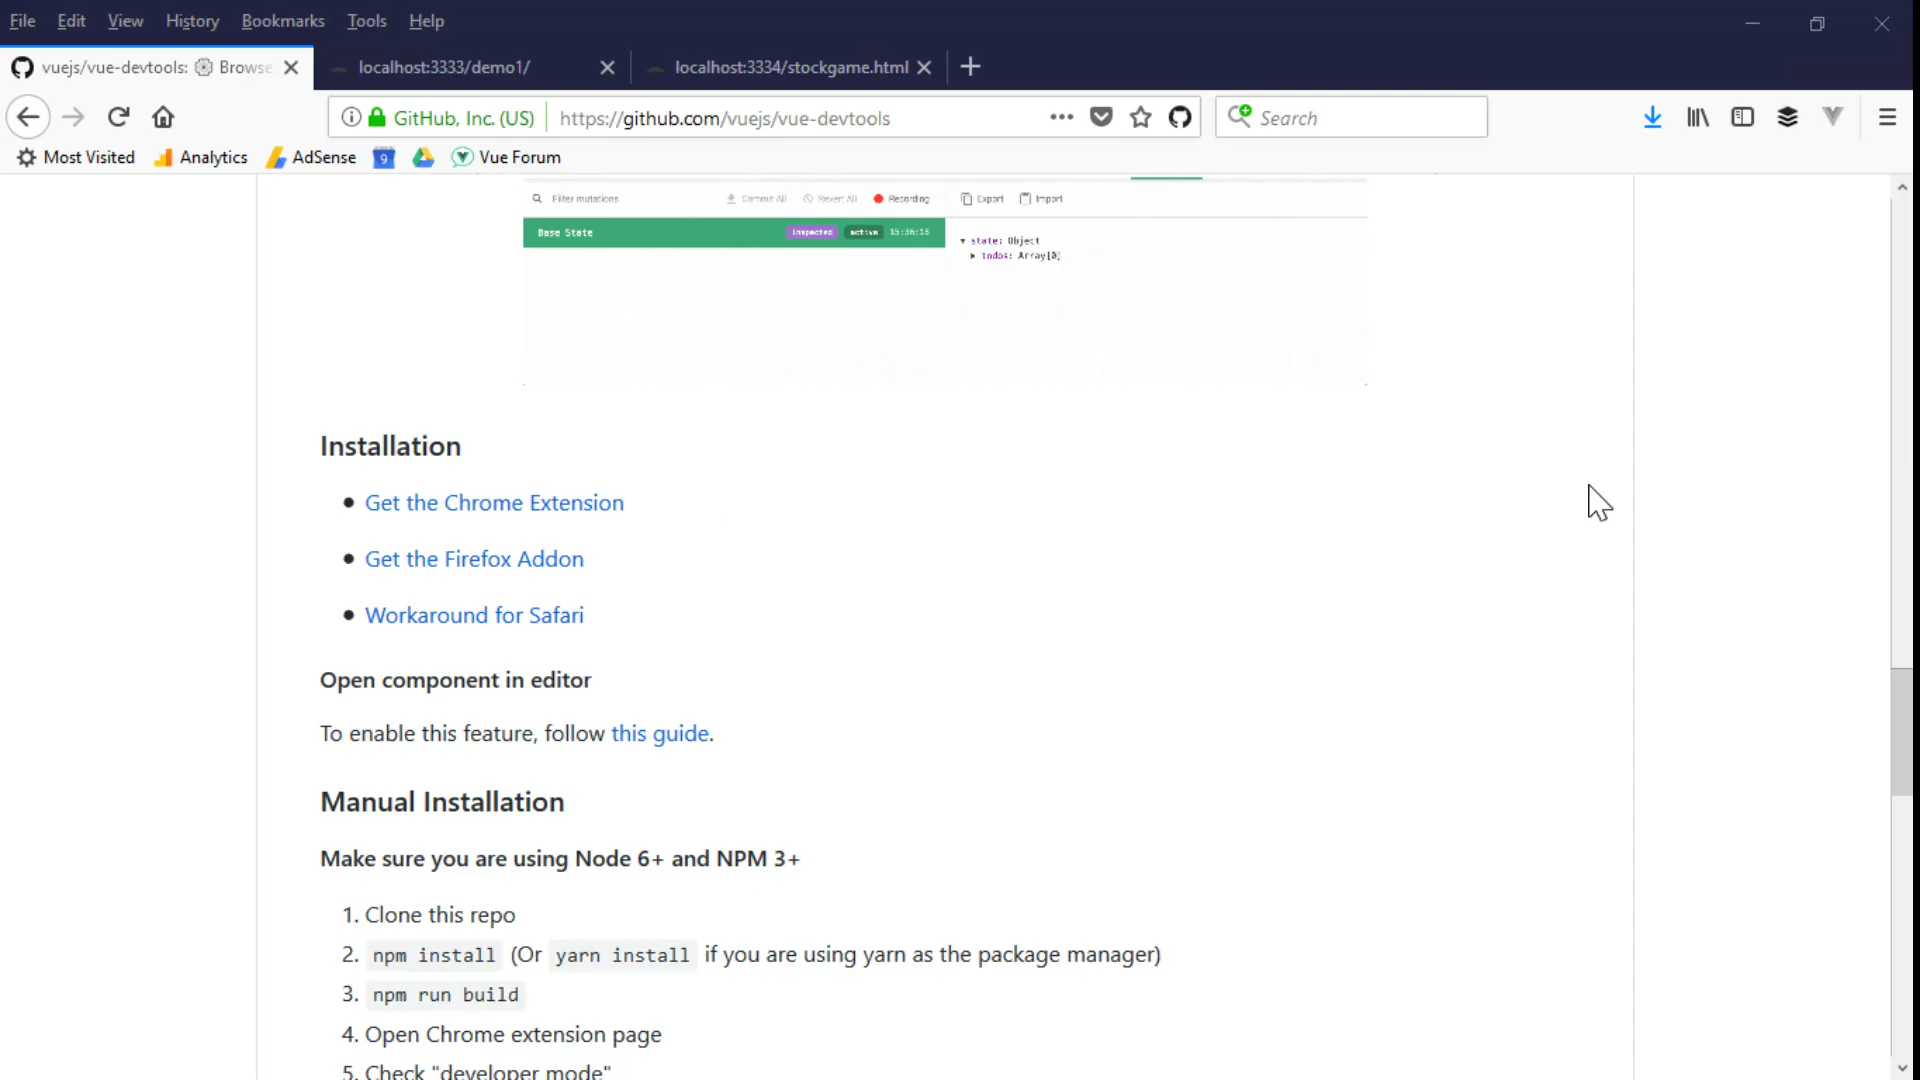 File Edit View History Bookmarks Tools Help
vuejs/vue-devtools: Browse localhost:3333/demo1/ localhost:3334/stockgame.html
GitHub, Inc. (US) https://github.com/vuejs/vue-devtools Search
Most Visited Analytics AdSense 9 Vue Forum
Filter mutations Commit All Revert All Recording Export Import
Base State inspected active 15:36:13
state: Object
todos: Array[0]
Installation
Get the Chrome Extension
Get the Firefox Addon
Workaround for Safari
Open component in editor
To enable this feature, follow this guide.
Manual Installation
Make sure you are using Node 6+ and NPM 3+
1. Clone this repo
2. npm install (Or yarn install if you are using yarn as the package manager)
3. npm run build
4. Open Chrome extension page
5. Check "developer mode"